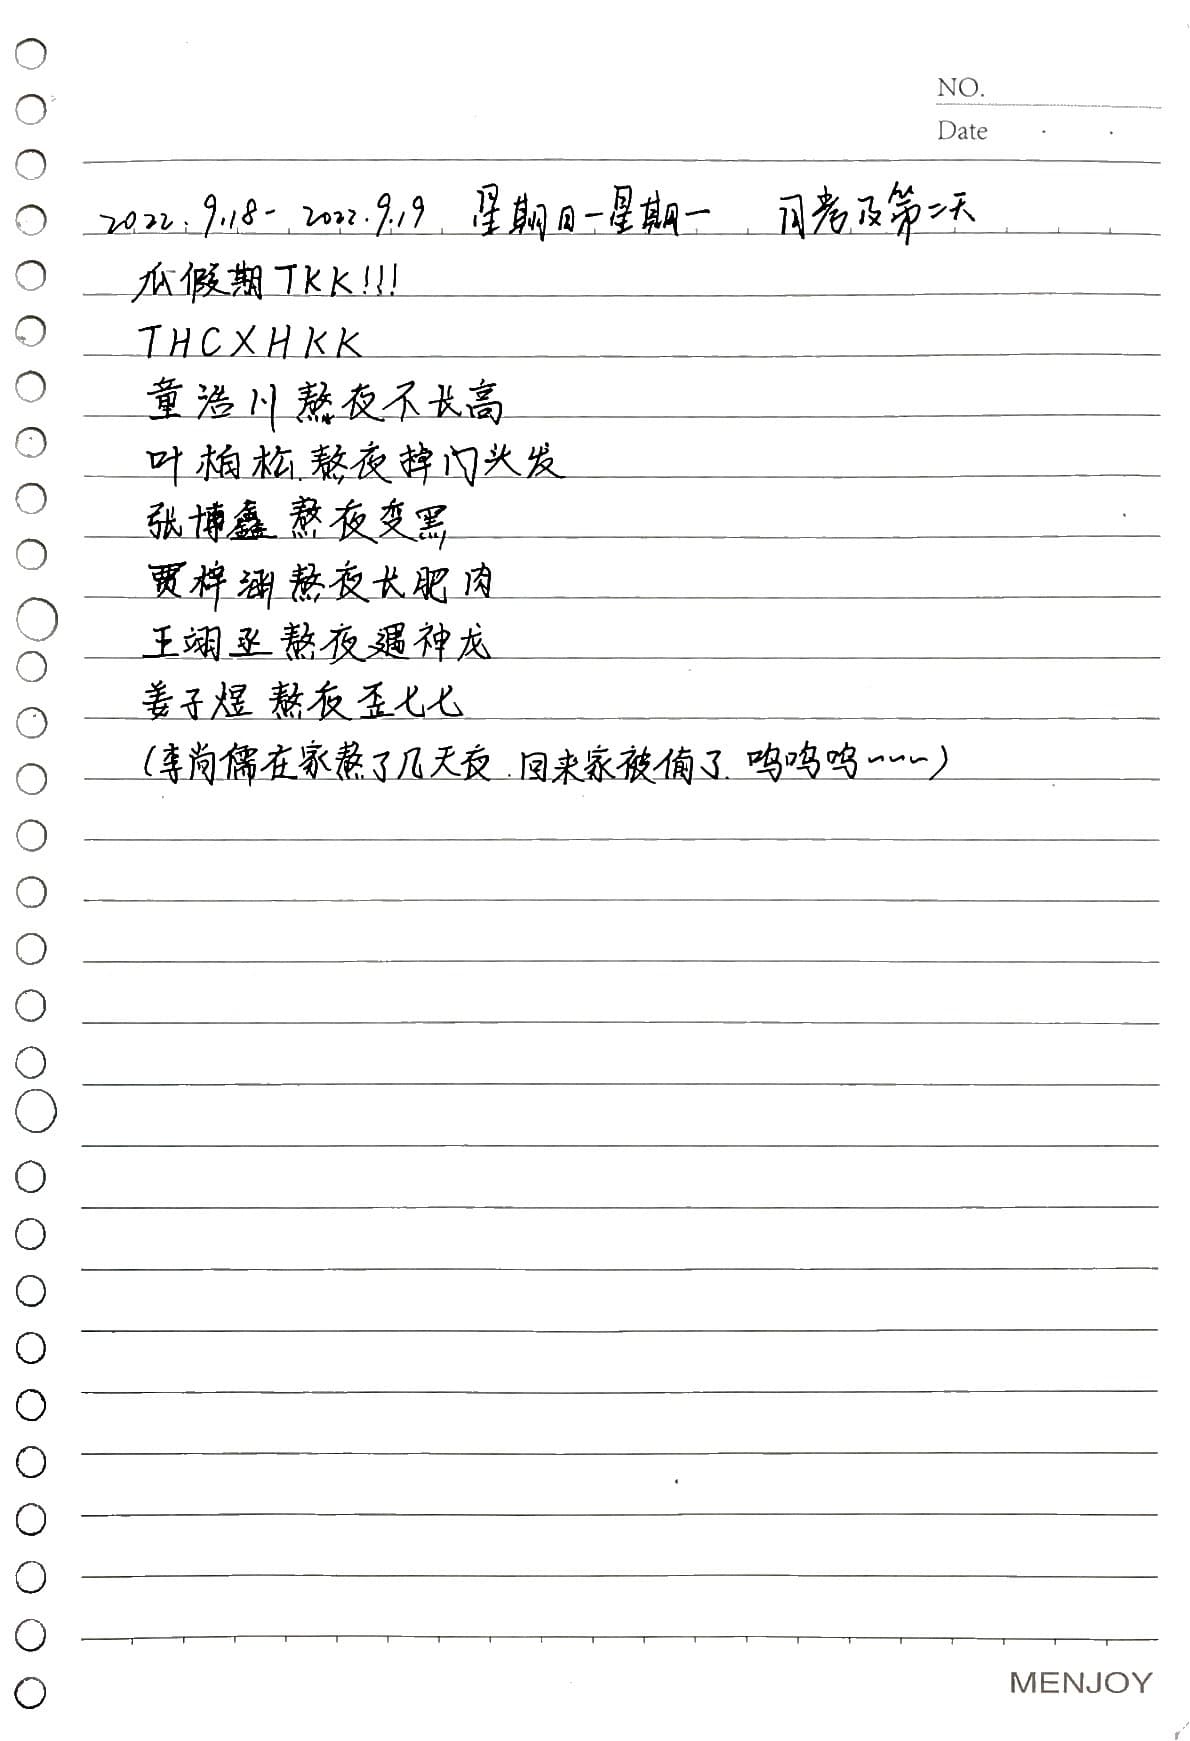 NO.
Date
2022.9.18-2022.9.19 星期日-星期一 月考及第二天
瓜假期TKK!!!
THCXHKK
童浩川熬夜不长高
叶柏松熬夜掉门头发
张博鑫熬夜变黑
贾梓涵熬夜长肥肉
王翊丞熬夜遇神龙
姜子煜熬夜歪七七
(李尚儒在家熬了几天夜.回来家被偷了.呜呜呜~~~)
MENJOY